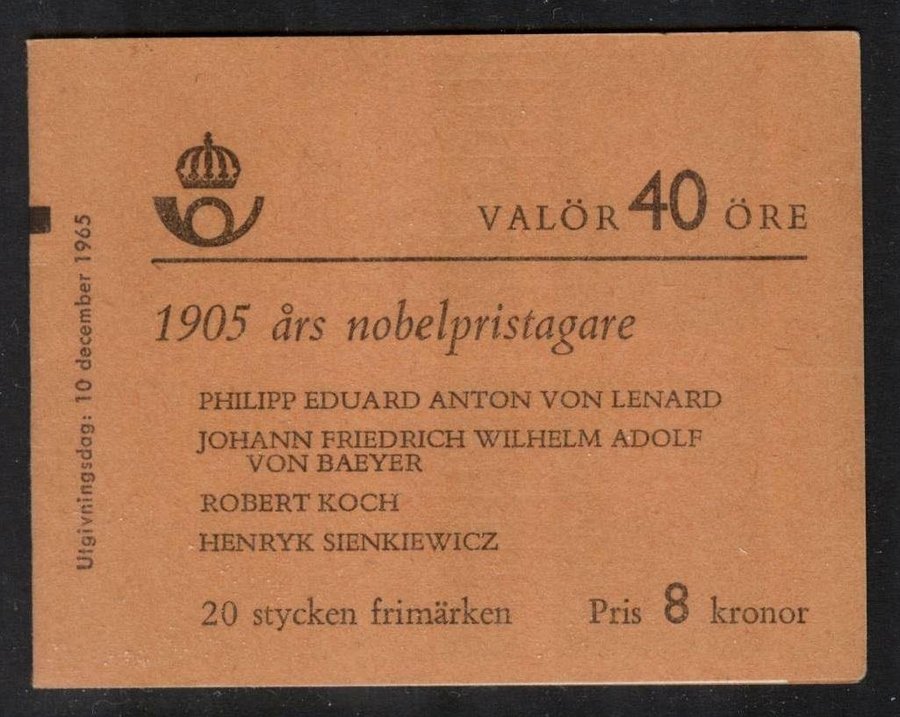 VALÖR 40 ÖRE
1905 års nobelpristagare
PHILIPP EDUARD ANTON VON LENARD
JOHANN FRIEDRICH WILHELM ADOLF
VON BAEYER
ROBERT KOCH
HENRYK SIENKIEWICZ
20 stycken frimärken Pris 8 kronor
Utgivningsdag: 10 december 1965